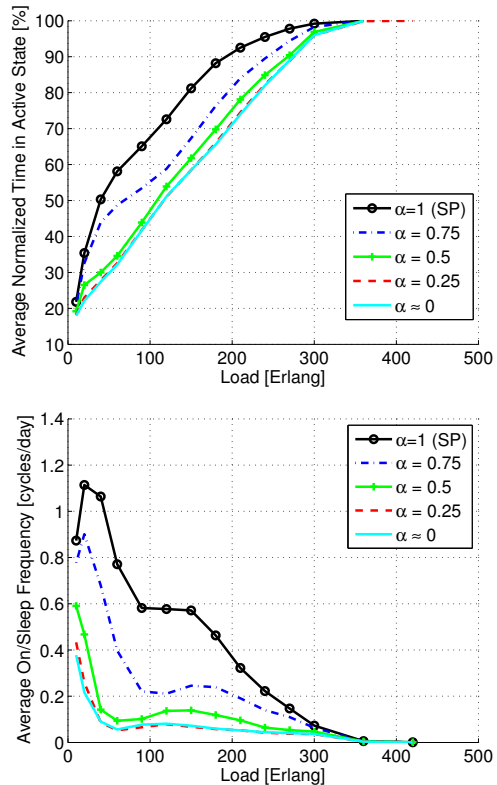 Average Normalized Time in Active State [%]
100
90
80
70
60
50
40
30
20
10
α=1 (SP)
α = 0.75
α = 0.5
α = 0.25
α ≈ 0
0 100 200 300 400 500
Load [Erlang]
Average On/Sleep Frequency [cycles/day]
1.4
1.2
1
0.8
0.6
0.4
0.2
0
α=1 (SP)
α = 0.75
α = 0.5
α = 0.25
α ≈ 0
0 100 200 300 400 500
Load [Erlang]